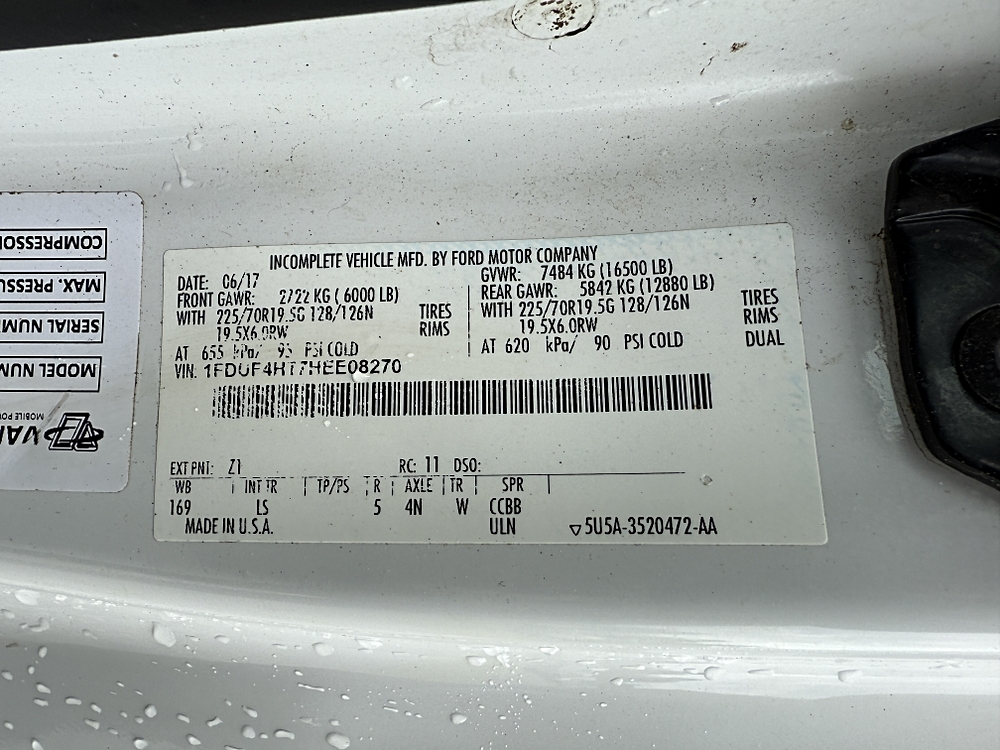 INCOMPLETE VEHICLE MFD. BY FORD MOTOR COMPANY
DATE: 06/17 GVWR: 7484 KG (16500 LB)
FRONT GAWR: 2722 KG ( 6000 LB) REAR GAWR: 5842 KG (12880 LB)
WITH 225/70R19.5G 128/126N TIRES WITH 225/70R19.5G 128/126N TIRES
19.5X6.0RW RIMS 19.5X6.0RW RIMS
AT 655 kPa/ 95 PSI COLD AT 620 kPa/ 90 PSI COLD DUAL
VIN: 1FDUF4HT7HEE08270
EXT PNT: Z1 RC: 11 DSO:
WB INT TR TP/PS R AXLE TR SPR
169 LS 5 4N W CCBB
MADE IN U.S.A. ULN ▽5U5A-3520472-AA
MODEL NUM
SERIAL NUM
MAX. PRESSU
COMPRESSOR